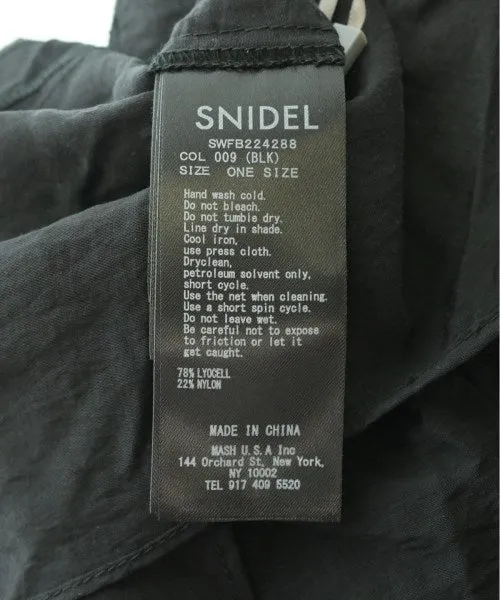 SNIDEL
SWFB224288
COL 009 (BLK)
SIZE ONE SIZE
Hand wash cold.
Do not bleach.
Do not tumble dry.
Line dry in shade.
Cool iron,
use press cloth.
Dryclean,
petroleum solvent only,
short cycle.
Use the net when cleaning.
Use a short spin cycle.
Do not leave wet.
Be careful not to expose
to friction or let it
get caught.
78% LYOCELL
22% NYLON
MADE IN CHINA
MASH U.S.A Inc
144 Orchard St, New York,
NY 10002
TEL 917 409 5520